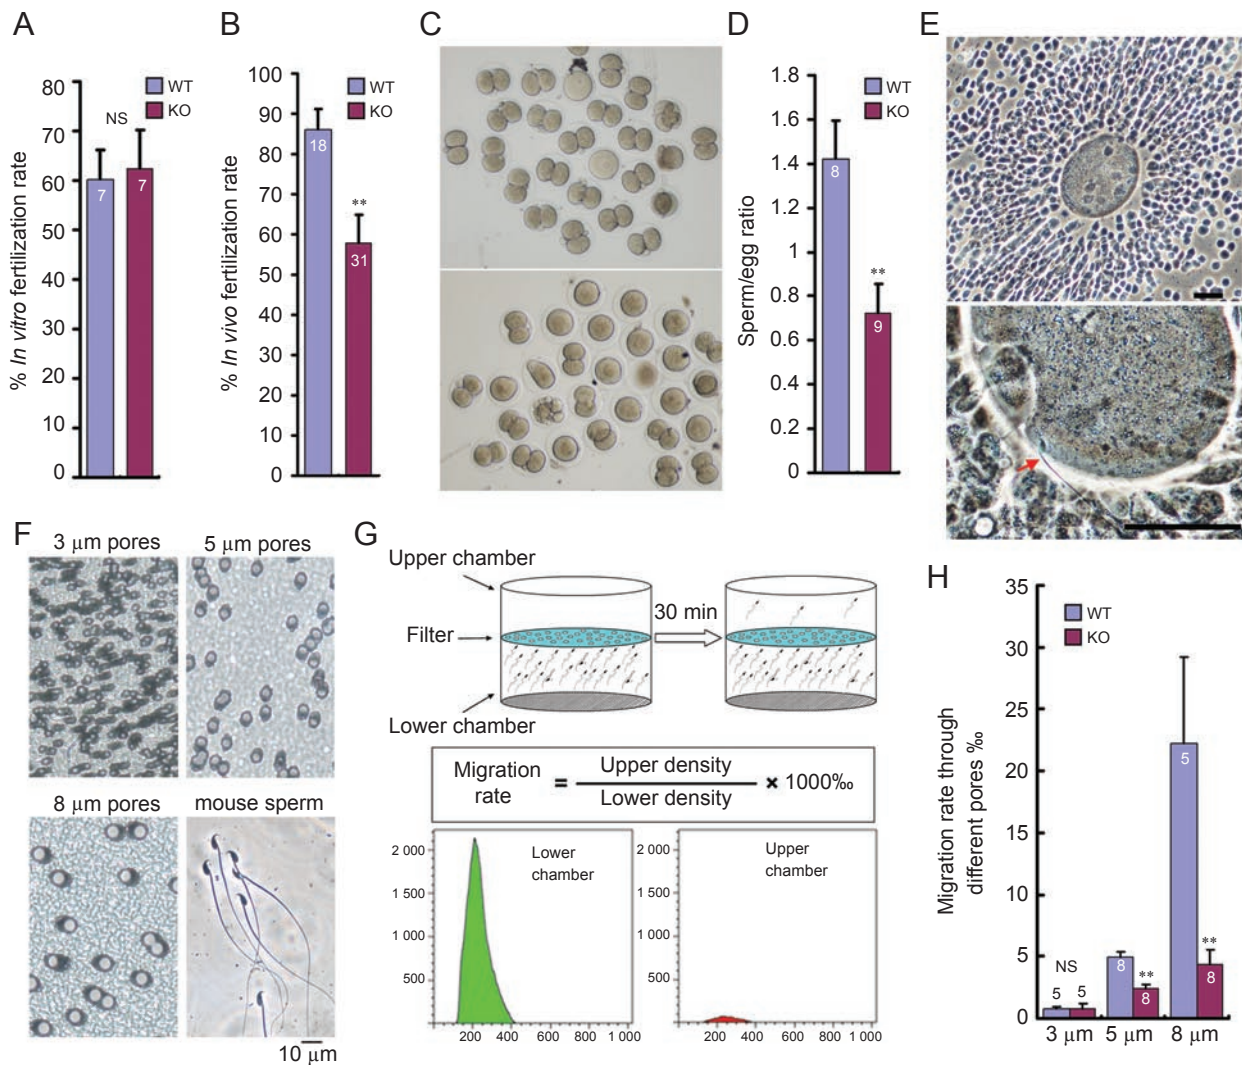 A
80
70
60
50
40
30
20
10
0
% In vitro fertilization rate
WT
KO
NS
7
7
B
100
90
80
70
60
50
40
30
20
10
0
% In vivo fertilization rate
WT
KO
18
**
31
C
D
1.8
1.6
1.4
1.2
1
0.8
0.6
0.4
0.2
0
Sperm/egg ratio
WT
KO
8
**
9
E
F
3 µm pores
5 µm pores
8 µm pores
mouse sperm
10 µm
G
Upper chamber
Filter
Lower chamber
30 min
Migration
rate
=
Upper density
Lower density
× 1000‰
2 000
1 500
1 000
500
Lower
chamber
200 400 600 800 1 000
2 000
1 500
1 000
500
Upper
chamber
200 400 600 800 1 000
H
35
30
25
20
15
10
5
0
Migration rate through
different pores ‰
WT
KO
NS
5
5
8
**
8
5
**
8
3 µm
5 µm
8 µm